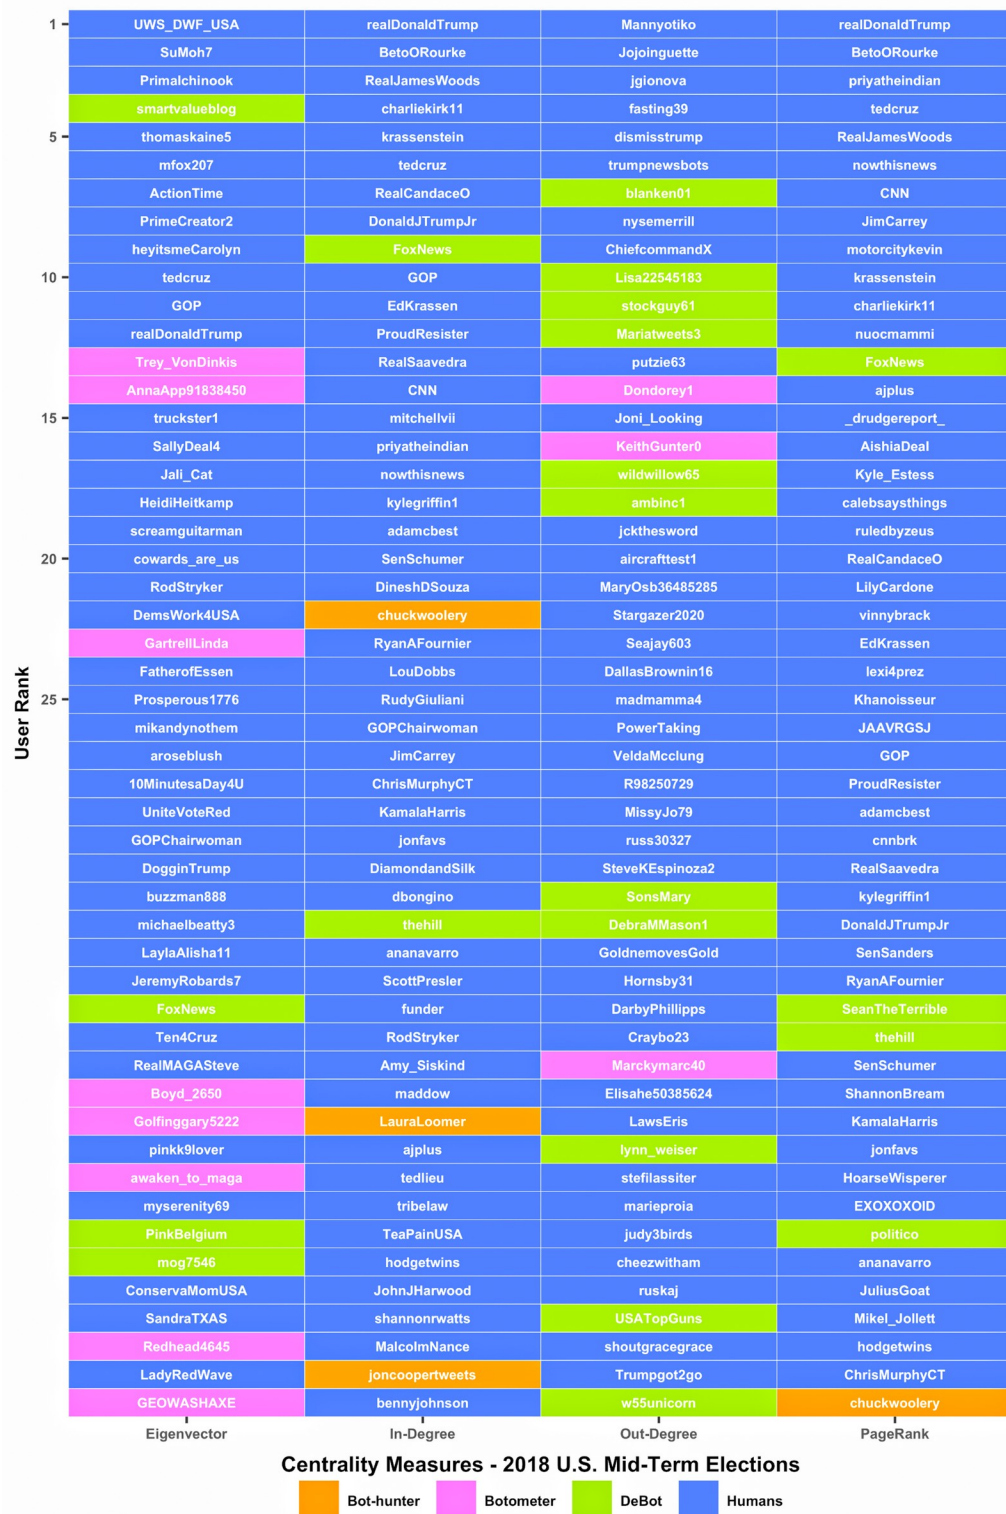 1 UWS_DWF_USA realDonaldTrump Mannyotiko realDonaldTrump
SuMoh7 BetoORourke Jojoinguette BetoORourke
Primalchinook RealJamesWoods jgionova priyatheindian
smartvalueblog charliekirk11 fasting39 tedcruz
5 thomaskaine5 krassenstein dismisstrump RealJamesWoods
mfox207 tedcruz trumpnewsbots nowthisnews
ActionTime RealCandaceO blanken01 CNN
PrimeCreator2 DonaldJTrumpJr nysemerrill JimCarrey
heyitsmeCarolyn FoxNews ChiefcommandX motorcitykevin
10 tedcruz GOP Lisa22545183 krassenstein
GOP EdKrassen stockguy61 charliekirk11
realDonaldTrump ProudResister Mariatweets3 nuocmammi
Trey_VonDinkis RealSaavedra putzie63 FoxNews
AnnaApp91838450 CNN Dondorey1 ajplus
15 truckster1 mitchellvii Joni_Looking _drudgereport_
SallyDeal4 priyatheindian KeithGunter0 AishiaDeal
Jali_Cat nowthisnews wildwillow65 Kyle_Estess
HeidiHeitkamp kylegriffin1 ambinc1 calebsaysthings
screamguitarman adamcbest jckthesword ruledbyzeus
20 cowards_are_us SenSchumer aircrafttest1 RealCandaceO
RodStryker DineshDSouza MaryOsb36485285 LilyCardone
DemsWork4USA chuckwoolery Stargazer2020 vinnybrack
GartrellLinda RyanAFournier Seajay603 EdKrassen
FatherofEssen LouDobbs DallasBrownin16 lexi4prez
25 Prosperous1776 RudyGiuliani madmamma4 Khanoisseur
mikandynothem GOPChairwoman PowerTaking JAAVRGSJ
aroseblush JimCarrey VeldaMcclung GOP
10MinutesaDay4U ChrisMurphyCT R98250729 ProudResister
UniteVoteRed KamalaHarris MissyJo79 adamcbest
GOPChairwoman jonfavs russ30327 cnnbrk
DogginTrump DiamondandSilk SteveKEspinoza2 RealSaavedra
buzzman888 dbongino SonsMary kylegriffin1
michaelbeatty3 thehill DebraMMason1 DonaldJTrumpJr
LaylaAlisha11 ananavarro GoldnemovesGold SenSanders
JeremyRobards7 ScottPresler Hornsby31 RyanAFournier
FoxNews funder DarbyPhillipps SeanTheTerrible
Ten4Cruz RodStryker Craybo23 thehill
RealMAGASteve Amy_Siskind Marckymarc40 SenSchumer
Boyd_2650 maddow Elisahe50385624 ShannonBream
Golfinggary5222 LauraLoomer LawsEris KamalaHarris
pinkk9lover ajplus lynn_weiser jonfavs
awaken_to_maga tedlieu stefilassiter HoarseWisperer
myserenity69 tribelaw marieproia EXOXOXOID
PinkBelgium TeaPainUSA judy3birds politico
mog7546 hodgetwins cheezwitham ananavarro
ConservaMomUSA JohnJHarwood ruskaj JuliusGoat
SandraTXAS shannonrwatts USATopGuns Mikel_Jollett
Redhead4645 MalcolmNance shoutgracegrace hodgetwins
LadyRedWave joncoopertweets Trumpgot2go ChrisMurphyCT
GEOWASHAXE bennyjohnson w55unicorn chuckwoolery
User Rank
Eigenvector In-Degree Out-Degree PageRank
Centrality Measures - 2018 U.S. Mid-Term Elections
Bot-hunter Botometer DeBot Humans